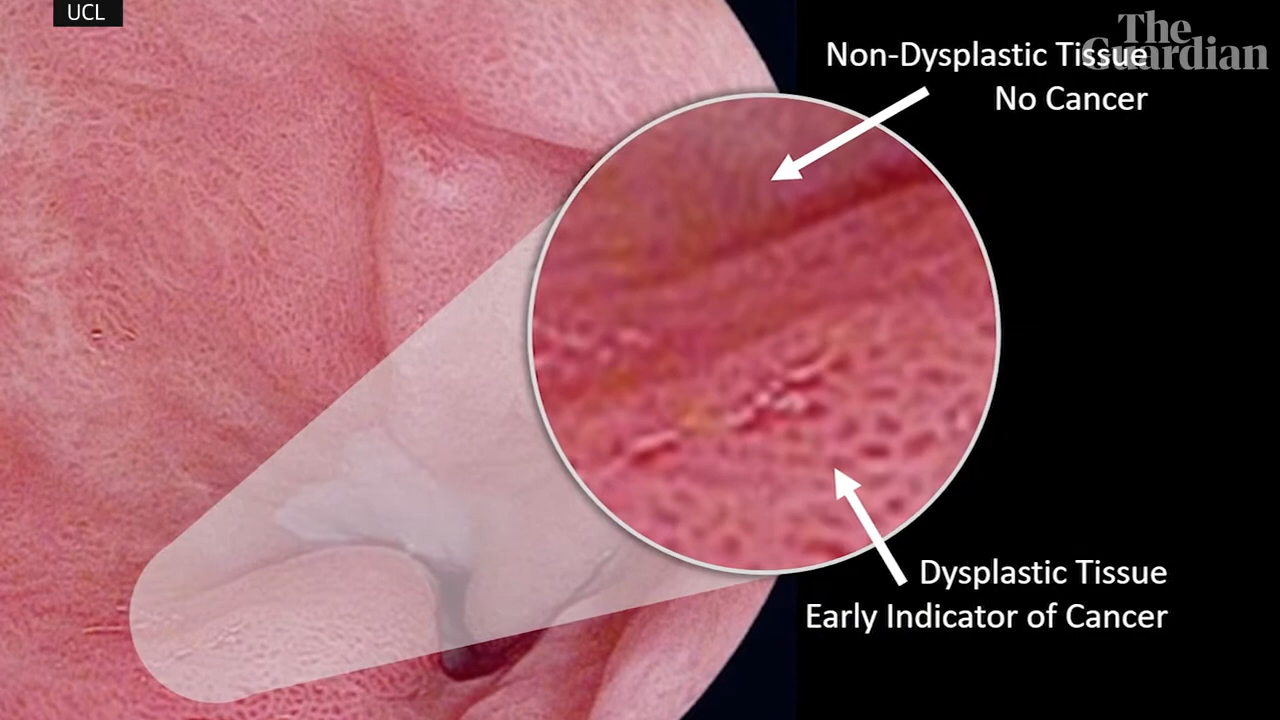 UCL
The
Guardian
Non-Dysplastic Tissue
No Cancer
Dysplastic Tissue
Early Indicator of Cancer